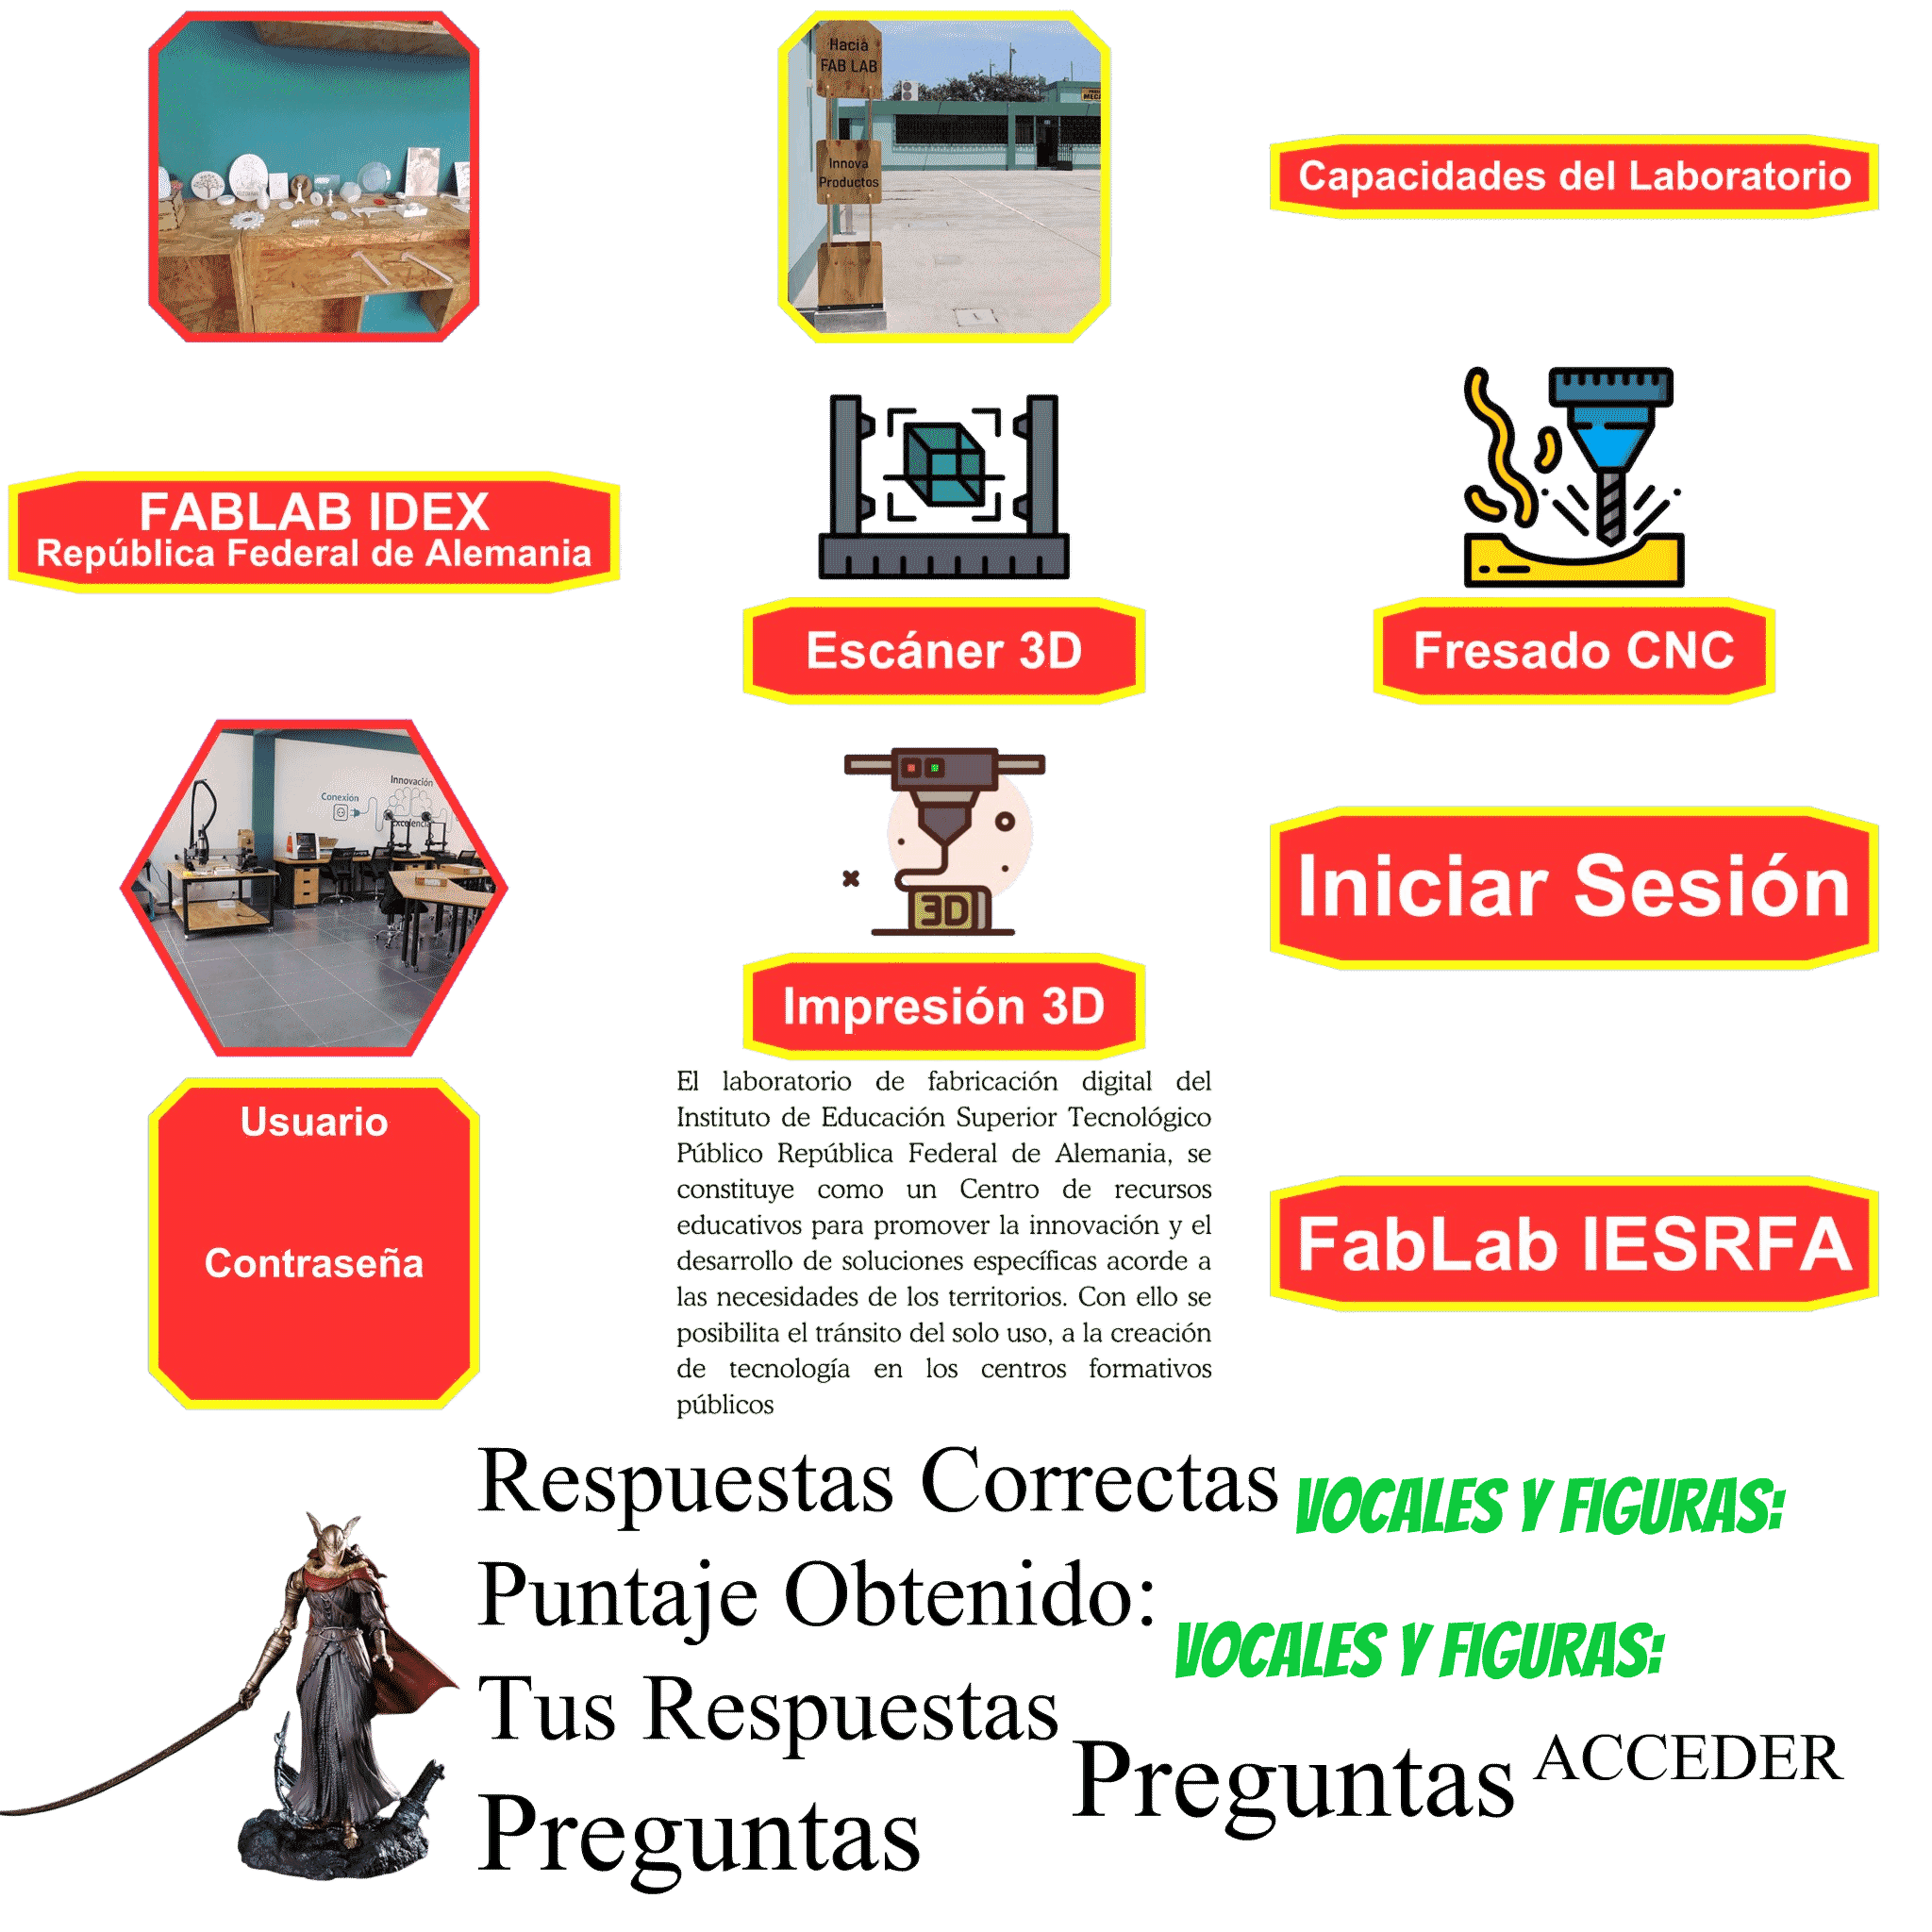 Hacia
FAB LAB
Innova
Productos
MECA
Capacidades del Laboratorio
FABLAB IDEX
República Federal de Alemania
Escáner 3D
Fresado CNC
Innovación
Conexión
Excelencia
3D
Iniciar Sesión
Impresión 3D
Usuario
Contraseña
El laboratorio de fabricación digital del
Instituto de Educación Superior Tecnológico
Público República Federal de Alemania, se
constituye como un Centro de recursos
educativos para promover la innovación y el
desarrollo de soluciones específicas acorde a
las necesidades de los territorios. Con ello se
posibilita el tránsito del solo uso, a la creación
de tecnología en los centros formativos
públicos
FabLab IESRFA
Respuestas Correctas
VOCALES Y FIGURAS:
Puntaje Obtenido:
VOCALES Y FIGURAS:
Tus Respuestas
Preguntas
ACCEDER
Preguntas